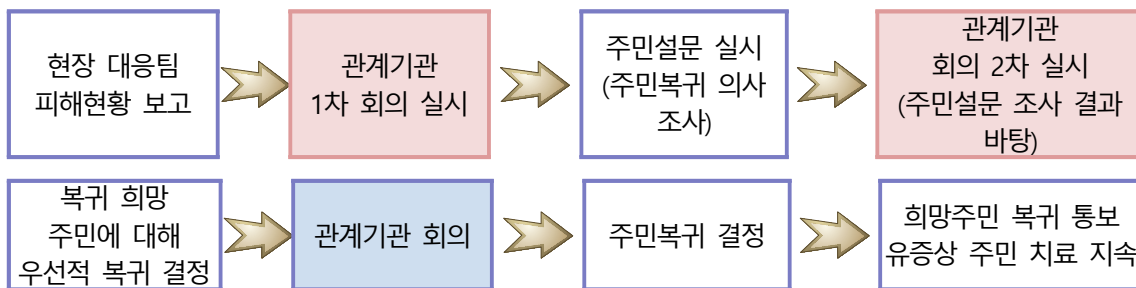 현장 대응팀
피해현황 보고
관계기관
1차 회의 실시
주민설문 실시
(주민복귀 의사
조사)
관계기관
회의 2차 실시
(주민설문 조사 결과
바탕)
복귀 희망
주민에 대해
우선적 복귀 결정
관계기관 회의
주민복귀 결정
희망주민 복귀 통보
유증상 주민 치료 지속